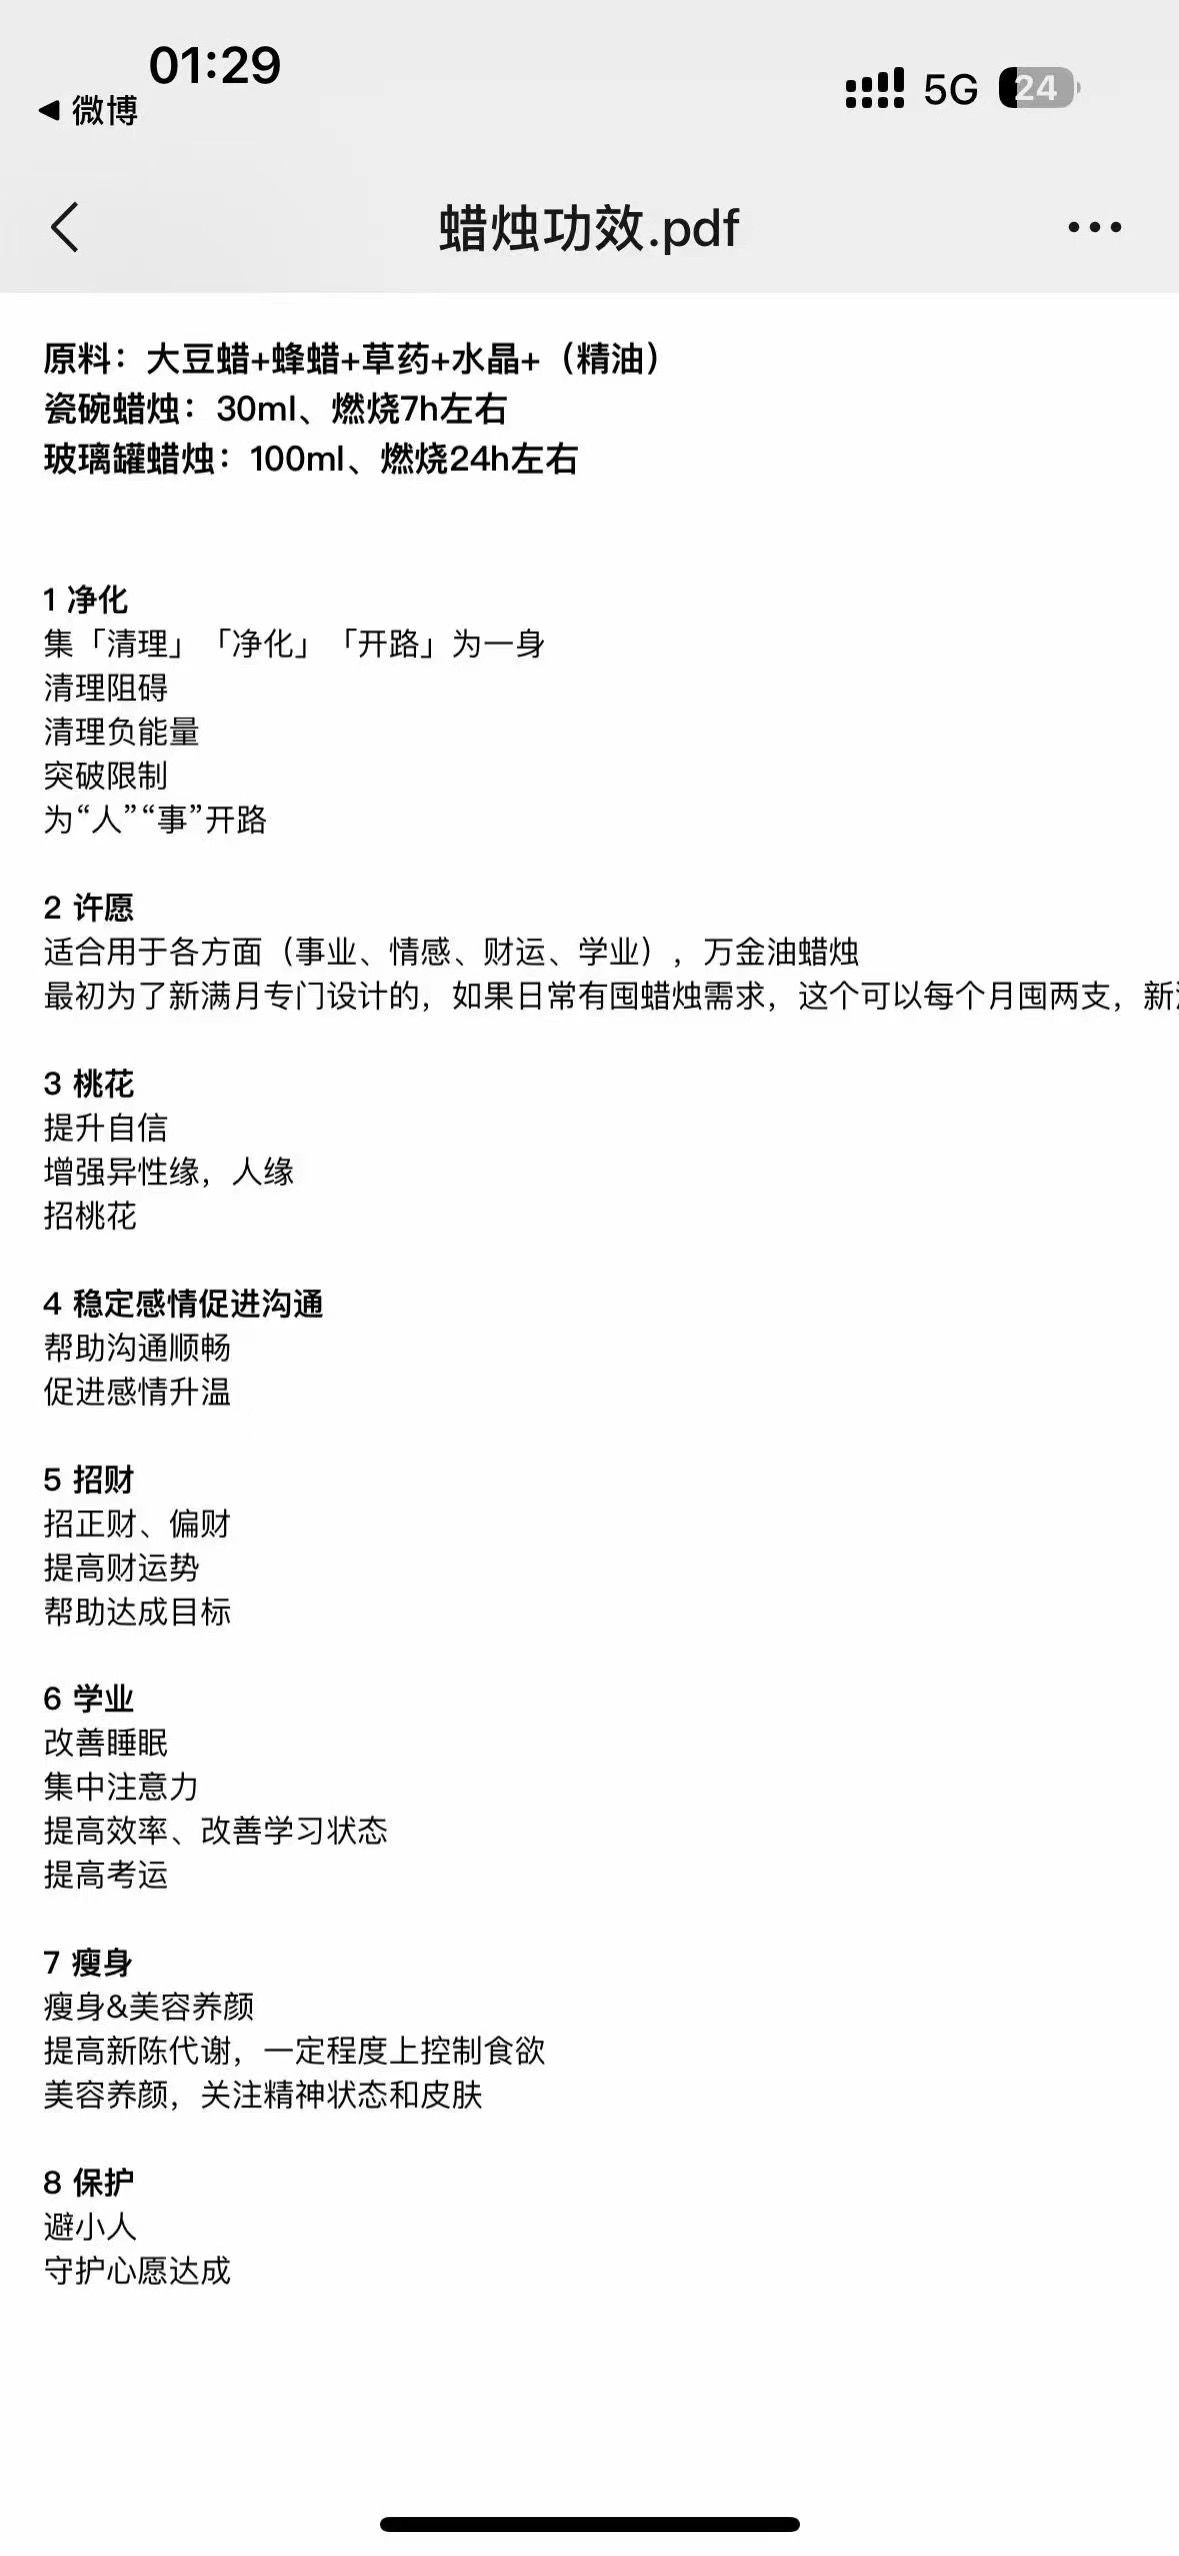 01:29
微博
5G
24
蜡烛功效.pdf
原料：大豆蜡+蜂蜡+草药+水晶+（精油）
瓷碗蜡烛：30ml、燃烧7h左右
玻璃罐蜡烛：100ml、燃烧24h左右
1 净化
集「清理」「净化」「开路」为一身
清理阻碍
清理负能量
突破限制
为“人”“事”开路
2 许愿
适合用于各方面（事业、情感、财运、学业），万金油蜡烛
最初为了新满月专门设计的，如果日常有囤蜡烛需求，这个可以每个月囤两支，新
3 桃花
提升自信
增强异性缘，人缘
招桃花
4 稳定感情促进沟通
帮助沟通顺畅
促进感情升温
5 招财
招正财、偏财
提高财运势
帮助达成目标
6 学业
改善睡眠
集中注意力
提高效率、改善学习状态
提高考运
7 瘦身
瘦身&美容养颜
提高新陈代谢，一定程度上控制食欲
美容养颜，关注精神状态和皮肤
8 保护
避小人
守护心愿达成